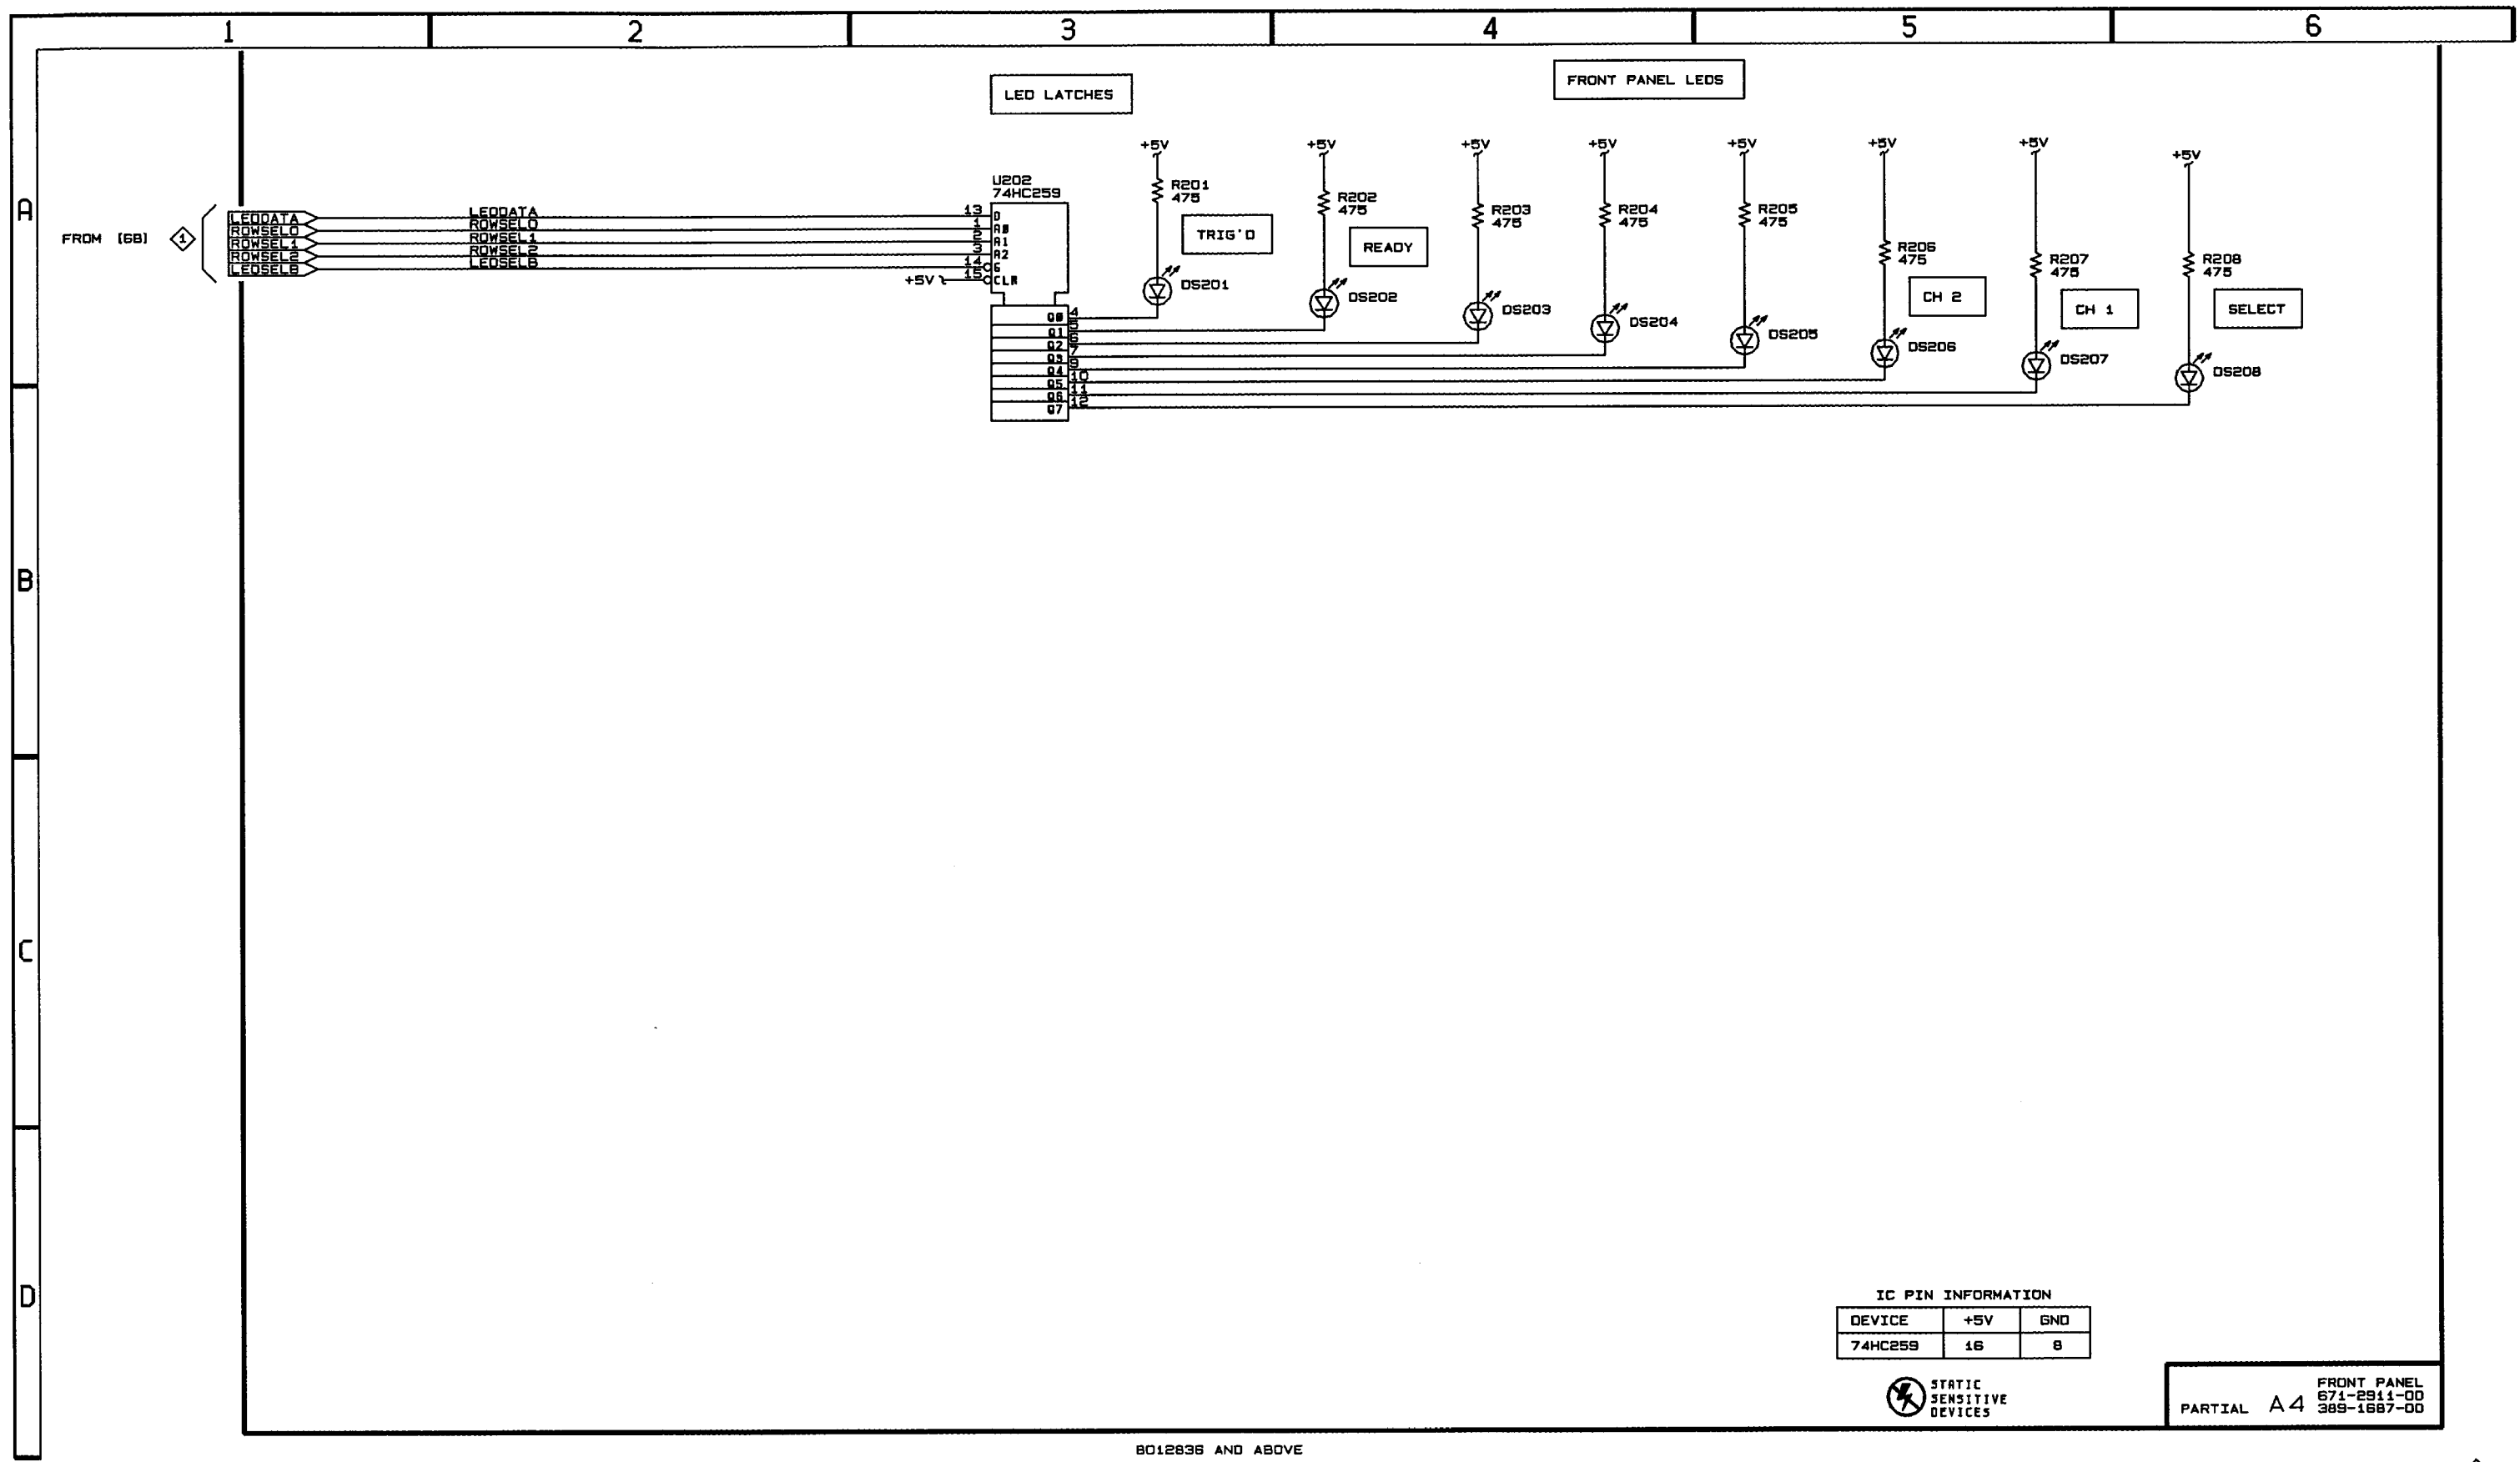 1 2 3 4 5 6
A
B
C
D
LED LATCHES
FRONT PANEL LEDS
FROM [6B]
1
LEDDATA
ROWSEL0
ROWSEL1
ROWSEL2
LEDSELB
LEDDATA
ROWSEL0
ROWSEL1
ROWSEL2
LEDSELB
+5V
U202
74HC259
13 D
1 A0
2 A1
3 A2
14 G
15 CLR
Q0 4
Q1 5
Q2 6
Q3 7
Q4 9
Q5 10
Q6 11
Q7 12
+5V
R201
475
TRIG'D
DS201
+5V
R202
475
READY
DS202
+5V
R203
475
DS203
+5V
R204
475
DS204
+5V
R205
475
DS205
+5V
R206
475
CH 2
DS206
+5V
R207
475
CH 1
DS207
+5V
R208
475
SELECT
DS208
IC PIN INFORMATION
DEVICE +5V GND
74HC259 16 8
STATIC
SENSITIVE
DEVICES
PARTIAL A4
FRONT PANEL
671-2911-00
389-1687-00
B012836 AND ABOVE